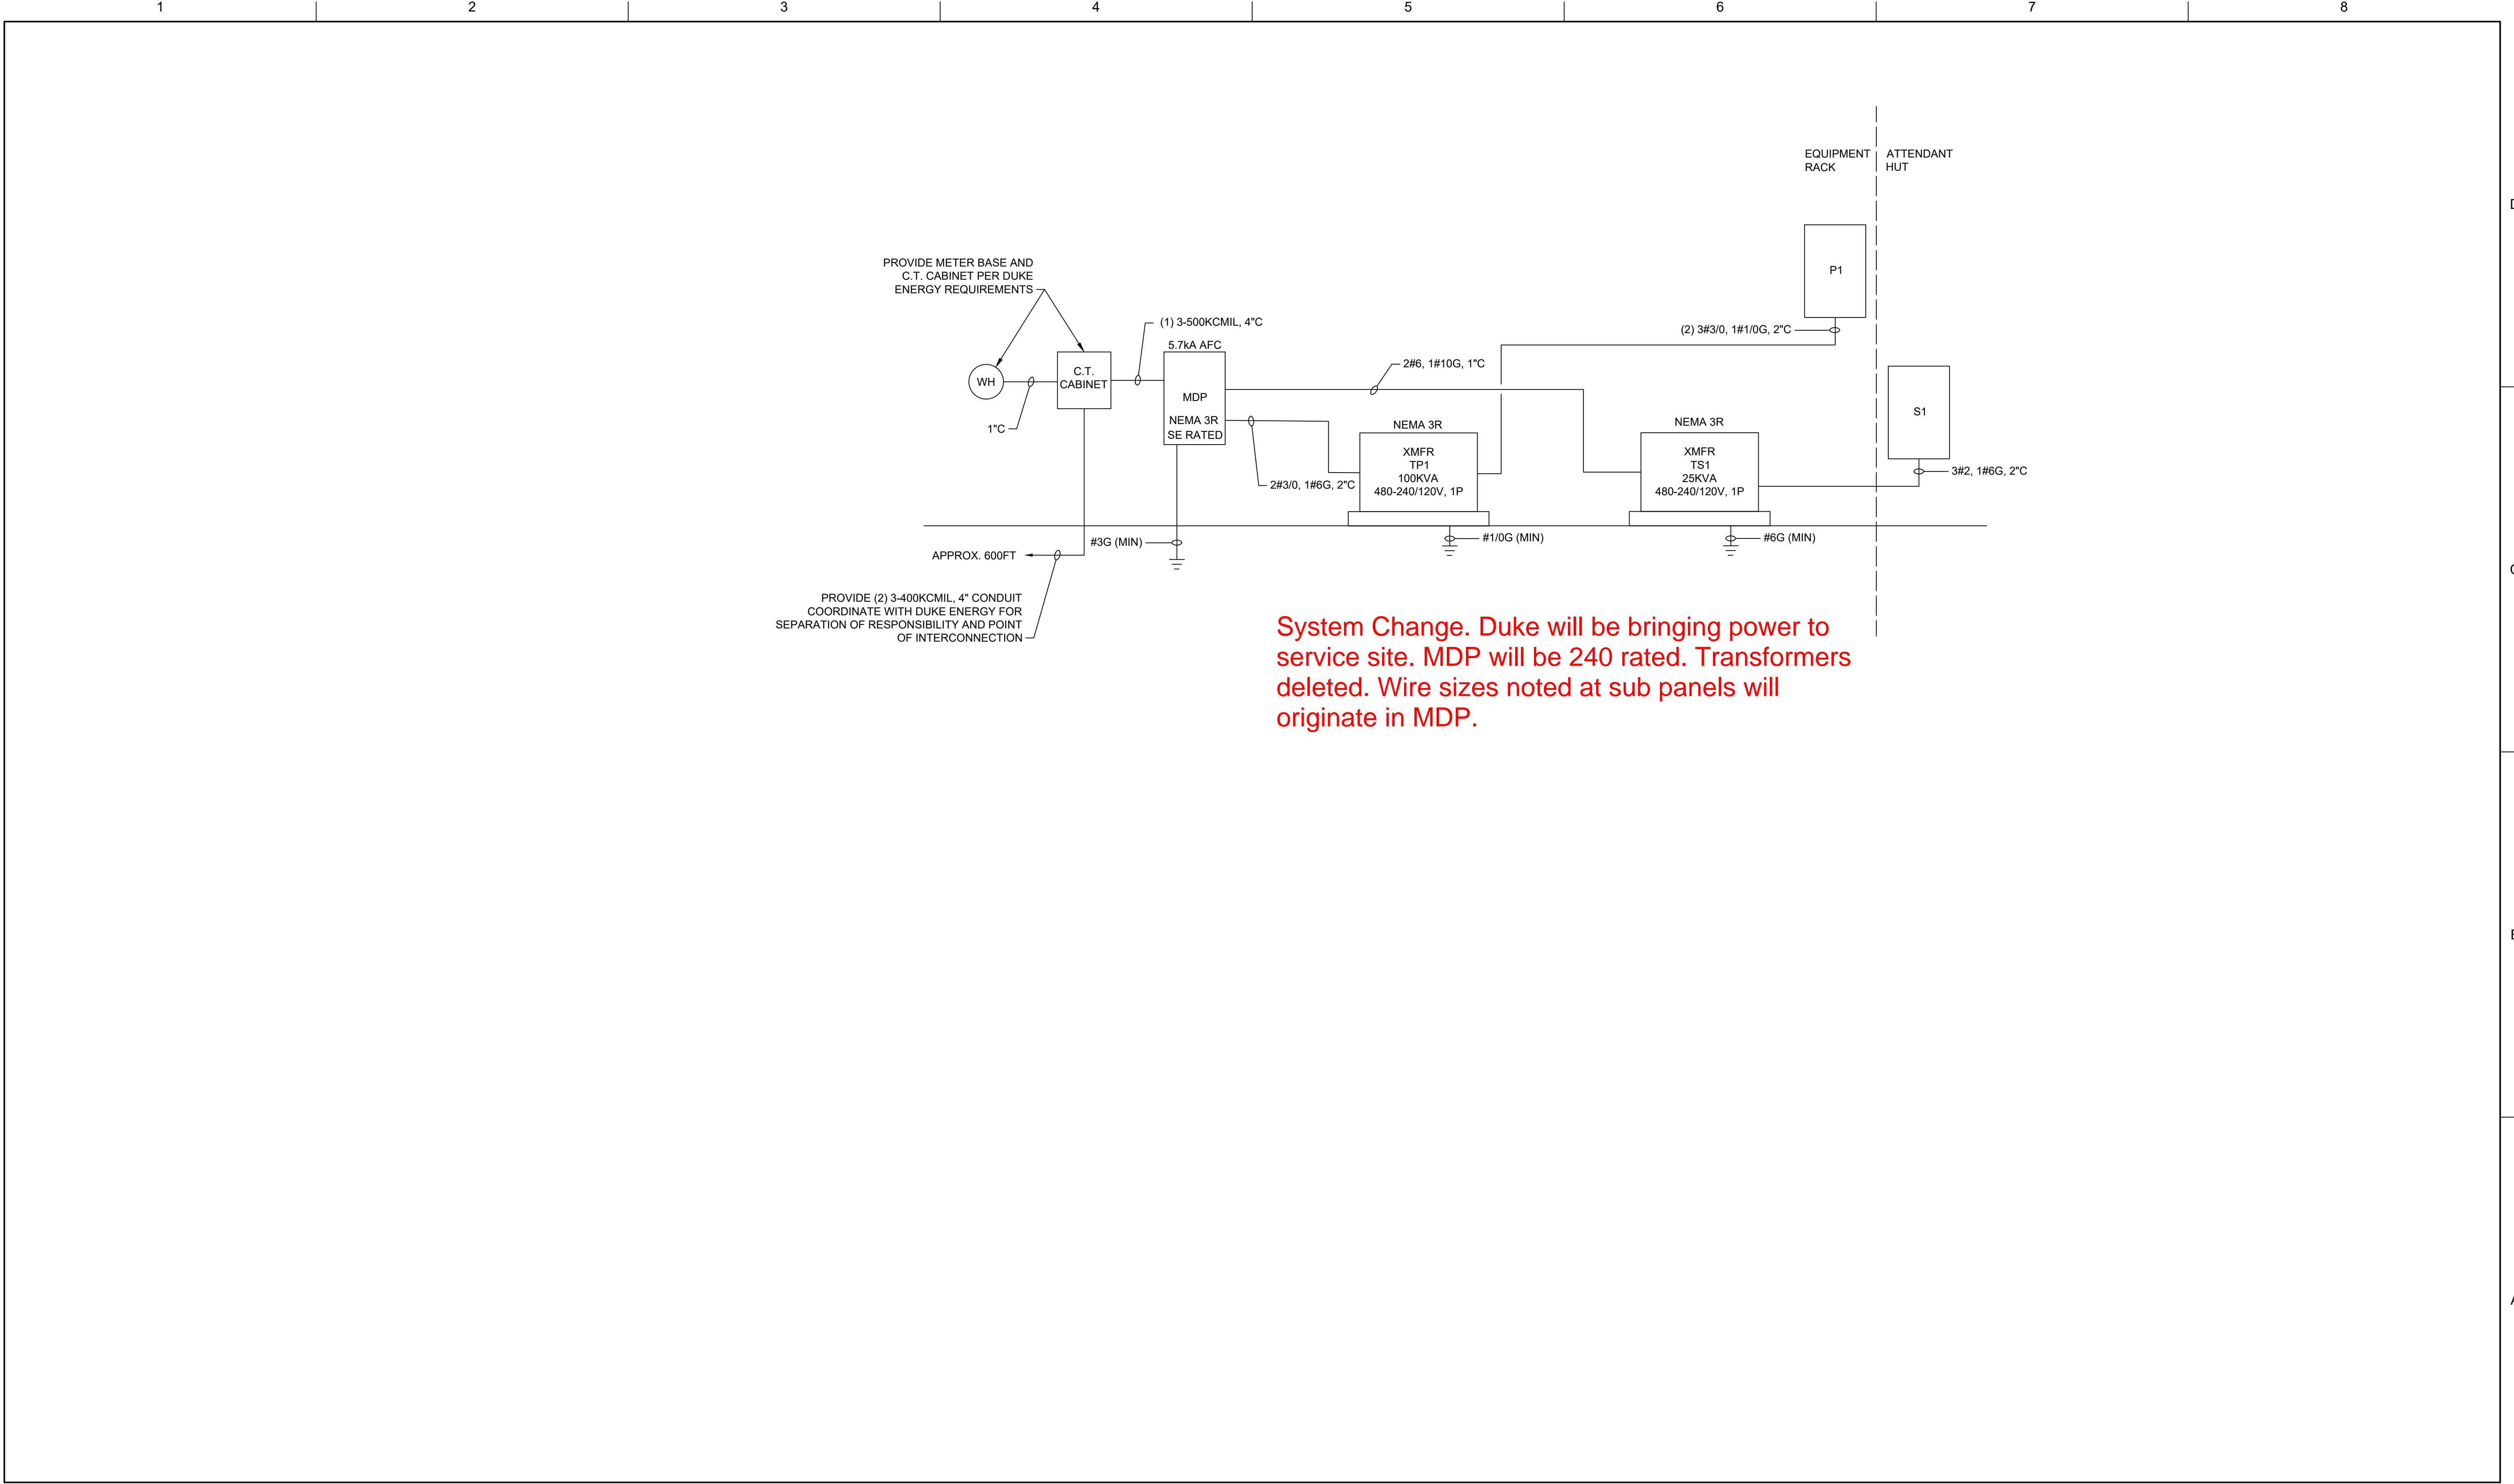 1 2 3 4 5 6 7 8
EQUIPMENT
RACK
ATTENDANT
HUT
D
P1
PROVIDE METER BASE AND
C.T. CABINET PER DUKE
ENERGY REQUIREMENTS
(1) 3-500KCMIL, 4"C
(2) 3#3/0, 1#1/0G, 2"C
5.7kA AFC
2#6, 1#10G, 1"C
WH
C.T.
CABINET
MDP
NEMA 3R
SE RATED
1"C
S1
NEMA 3R
XMFR
TP1
100KVA
480-240/120V, 1P
NEMA 3R
XMFR
TS1
25KVA
480-240/120V, 1P
3#2, 1#6G, 2"C
2#3/0, 1#6G, 2"C
#3G (MIN)
#1/0G (MIN)
#6G (MIN)
APPROX. 600FT
PROVIDE (2) 3-400KCMIL, 4" CONDUIT
COORDINATE WITH DUKE ENERGY FOR
SEPARATION OF RESPONSIBILITY AND POINT
OF INTERCONNECTION
System Change. Duke will be bringing power to
service site. MDP will be 240 rated. Transformers
deleted. Wire sizes noted at sub panels will
originate in MDP.